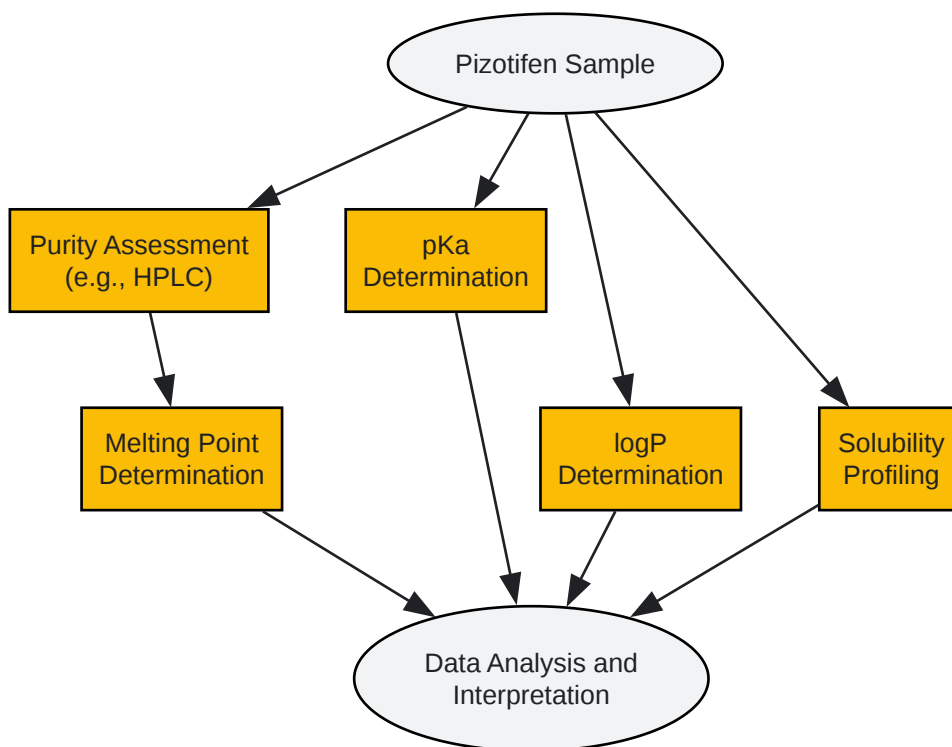 Pizotifen Sample
Purity Assessment
(e.g., HPLC)
pKa
Determination
Melting Point
Determination
logP
Determination
Solubility
Profiling
Data Analysis and
Interpretation